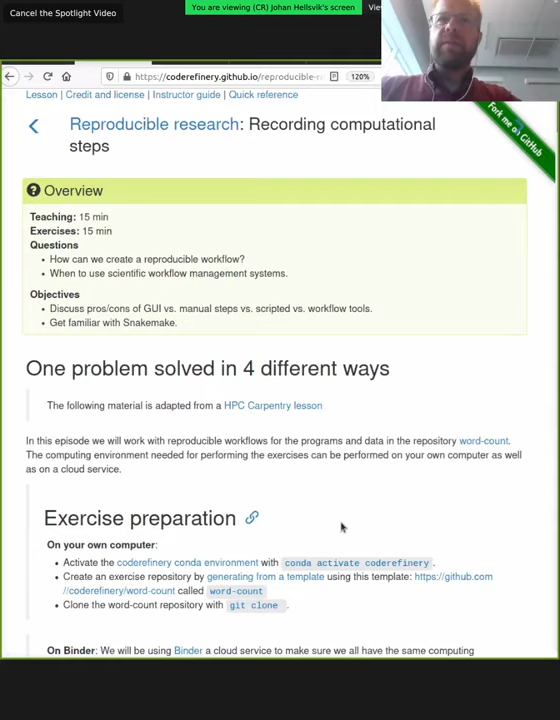 Cancel the Spotlight Video
You are viewing (CR) Johan Hellsvik's screen
https://coderefinery.github.io/reproducible-r
120%
Lesson | Credit and license | Instructor guide | Quick reference
Fork me on GitHub
Reproducible research: Recording computational
steps
Overview
Teaching: 15 min
Exercises: 15 min
Questions
• How can we create a reproducible workflow?
• When to use scientific workflow management systems.
Objectives
• Discuss pros/cons of GUI vs. manual steps vs. scripted vs. workflow tools.
• Get familiar with Snakemake.
One problem solved in 4 different ways
The following material is adapted from a HPC Carpentry lesson
In this episode we will work with reproducible workflows for the programs and data in the repository word-count.
The computing environment needed for performing the exercises can be performed on your own computer as well
as on a cloud service.
Exercise preparation
On your own computer:
• Activate the coderefinery conda environment with conda activate coderefinery.
• Create an exercise repository by generating from a template using this template: https://github.com
//coderefinery/word-count called word-count
• Clone the word-count repository with git clone .
On Binder: We will be using Binder a cloud service to make sure we all have the same computing